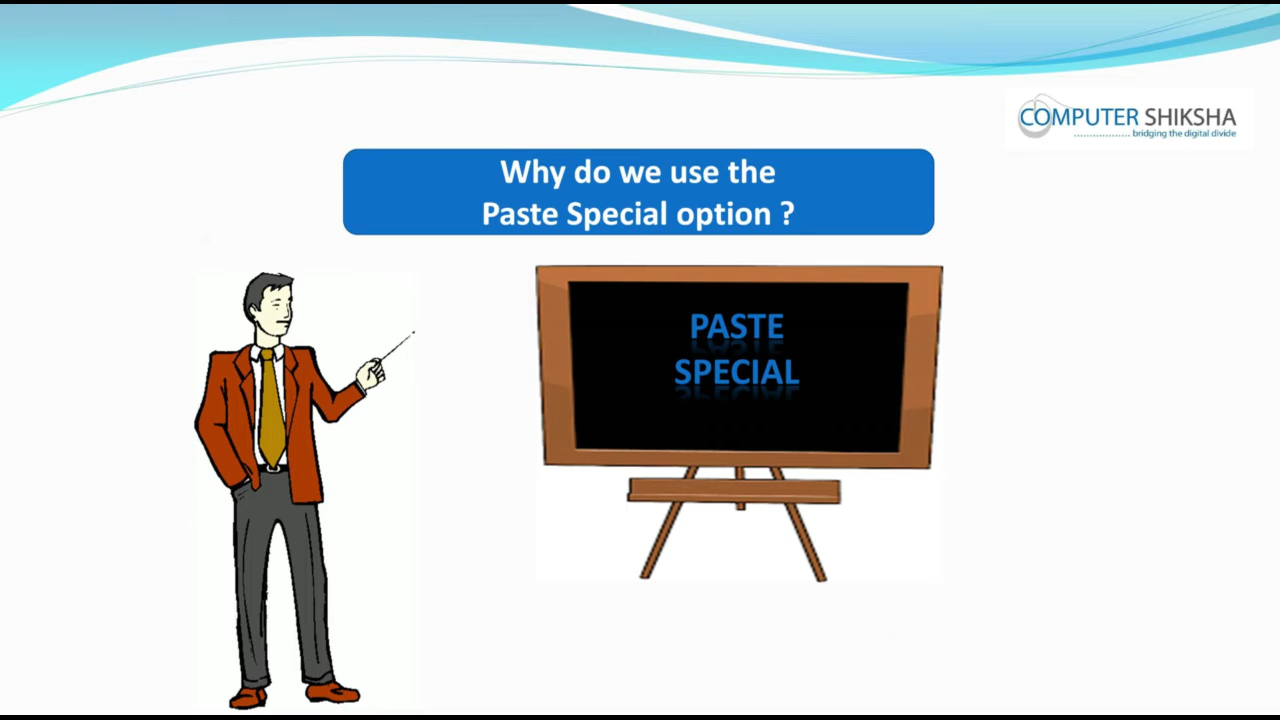 COMPUTER SHIKSHA
.................. bridging the digital divide
Why do we use the
Paste Special option ?
PASTE
SPECIAL